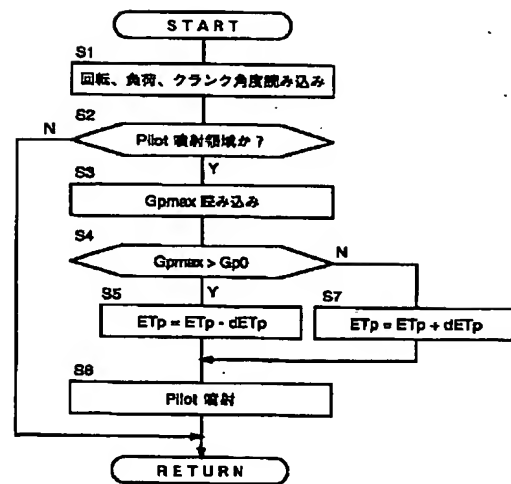 START
S1
回転、負荷、クランク角度読み込み
S2
N
Pilot 噴射領域か？
Y
S3
Gpmax 読み込み
S4
N
Gpmax > Gp0
Y
S5
S7
ETp = ETp - dETp
ETp = ETp + dETp
S6
Pilot 噴射
RETURN